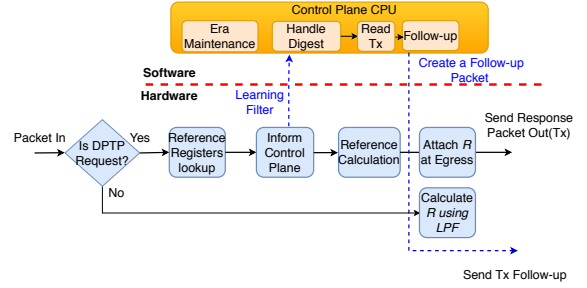 Control Plane CPU
Era
Maintenance
Handle
Digest
Read
Tx
Follow-up
Software
Hardware
Learning
Filter
Create a Follow-up
Packet
Packet In
Is DPTP
Request?
Yes
No
Reference
Registers
lookup
Inform
Control
Plane
Reference
Calculation
Attach R
at Egress
Send Response
Packet Out(Tx)
Calculate
R using
LPF
Send Tx Follow-up